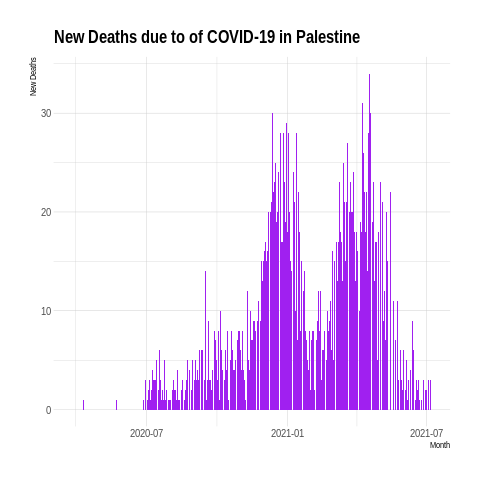 New Deaths due to of COVID-19 in Palestine
New Deaths
30
20
10
0
2020-07
2021-01
2021-07
Month